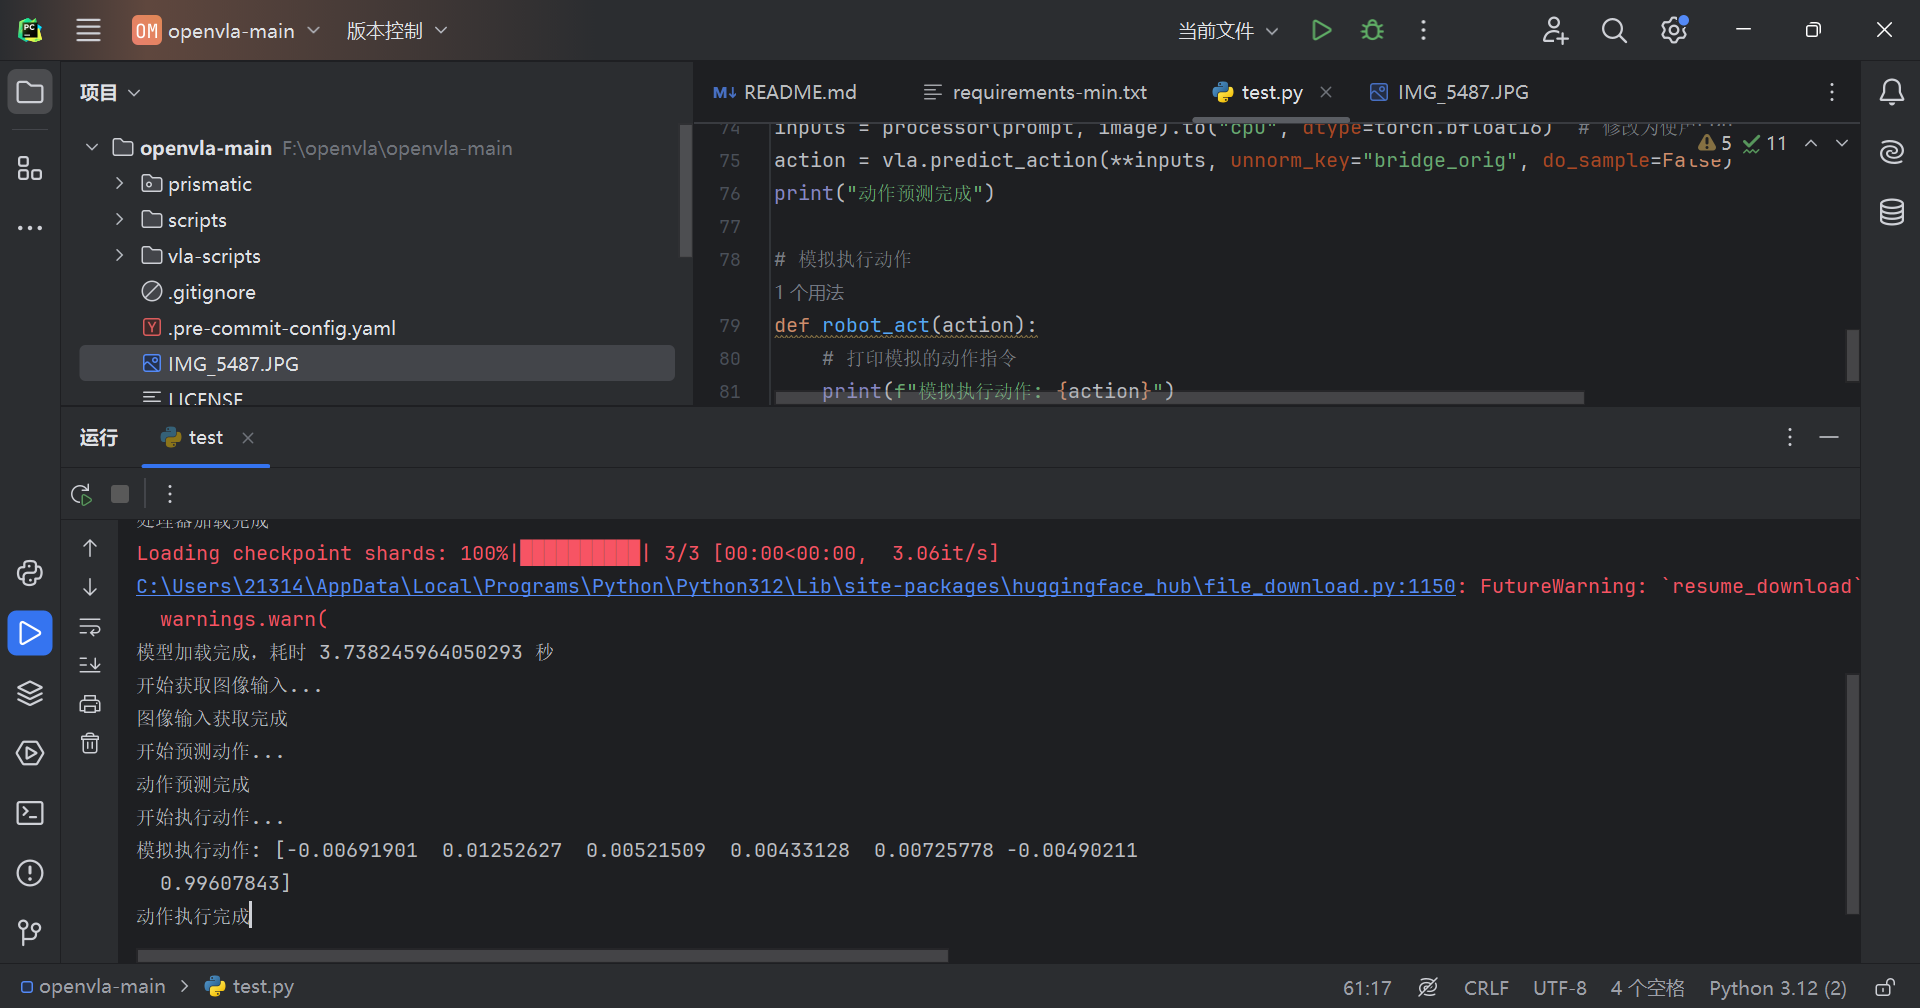 OM openvla-main 版本控制 当前文件
项目
openvla-main F:\openvla\openvla-main
prismatic
scripts
vla-scripts
.gitignore
.pre-commit-config.yaml
IMG_5487.JPG
LICENSE
README.md requirements-min.txt test.py IMG_5487.JPG
74 inputs = processor(prompt, image).to("cpu", dtype=torch.bfloat16) # 修改为使用
5 11
75 action = vla.predict_action(**inputs, unnorm_key="bridge_orig", do_sample=False)
76 print("动作预测完成")
77
78 # 模拟执行动作
1 个用法
79 def robot_act(action):
80 # 打印模拟的动作指令
81 print(f"模拟执行动作: {action}")
运行 test
处理器加载完成
Loading checkpoint shards: 100%|██████████| 3/3 [00:00<00:00, 3.06it/s]
C:\Users\21314\AppData\Local\Programs\Python\Python312\Lib\site-packages\huggingface_hub\file_download.py:1150: FutureWarning: `resume_download`
warnings.warn(
模型加载完成，耗时 3.738245964050293 秒
开始获取图像输入...
图像输入获取完成
开始预测动作...
动作预测完成
开始执行动作...
模拟执行动作: [-0.00691901 0.01252627 0.00521509 0.00433128 0.00725778 -0.00490211
0.99607843]
动作执行完成
openvla-main > test.py
61:17 CRLF UTF-8 4 个空格 Python 3.12 (2)